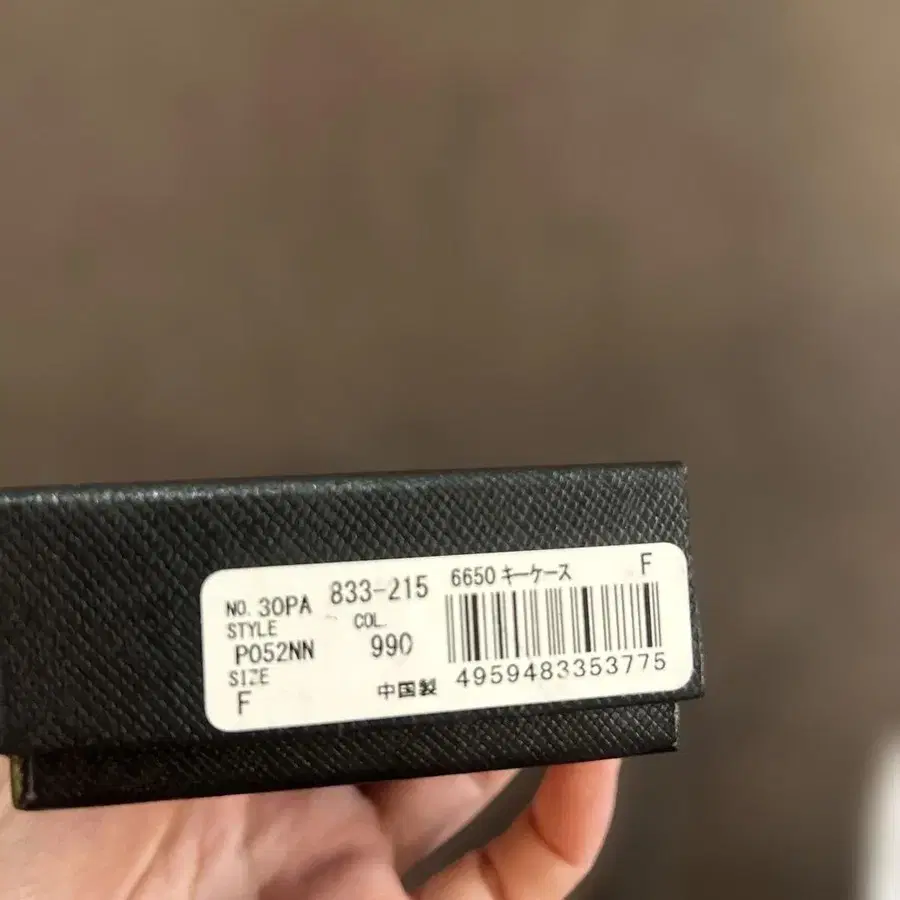 NO. 30PA 833-215 6650 キーケース F
STYLE COL.
P052NN 990
SIZE
F 中国製 4959483353775